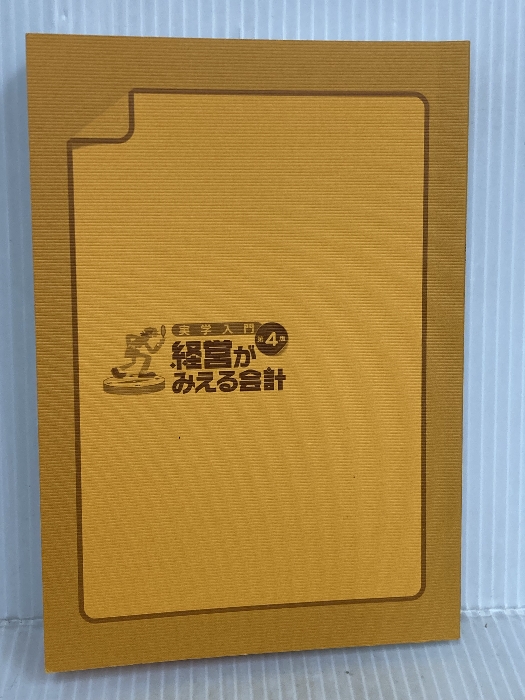 実学入門
経営が
第4版
みえる会計